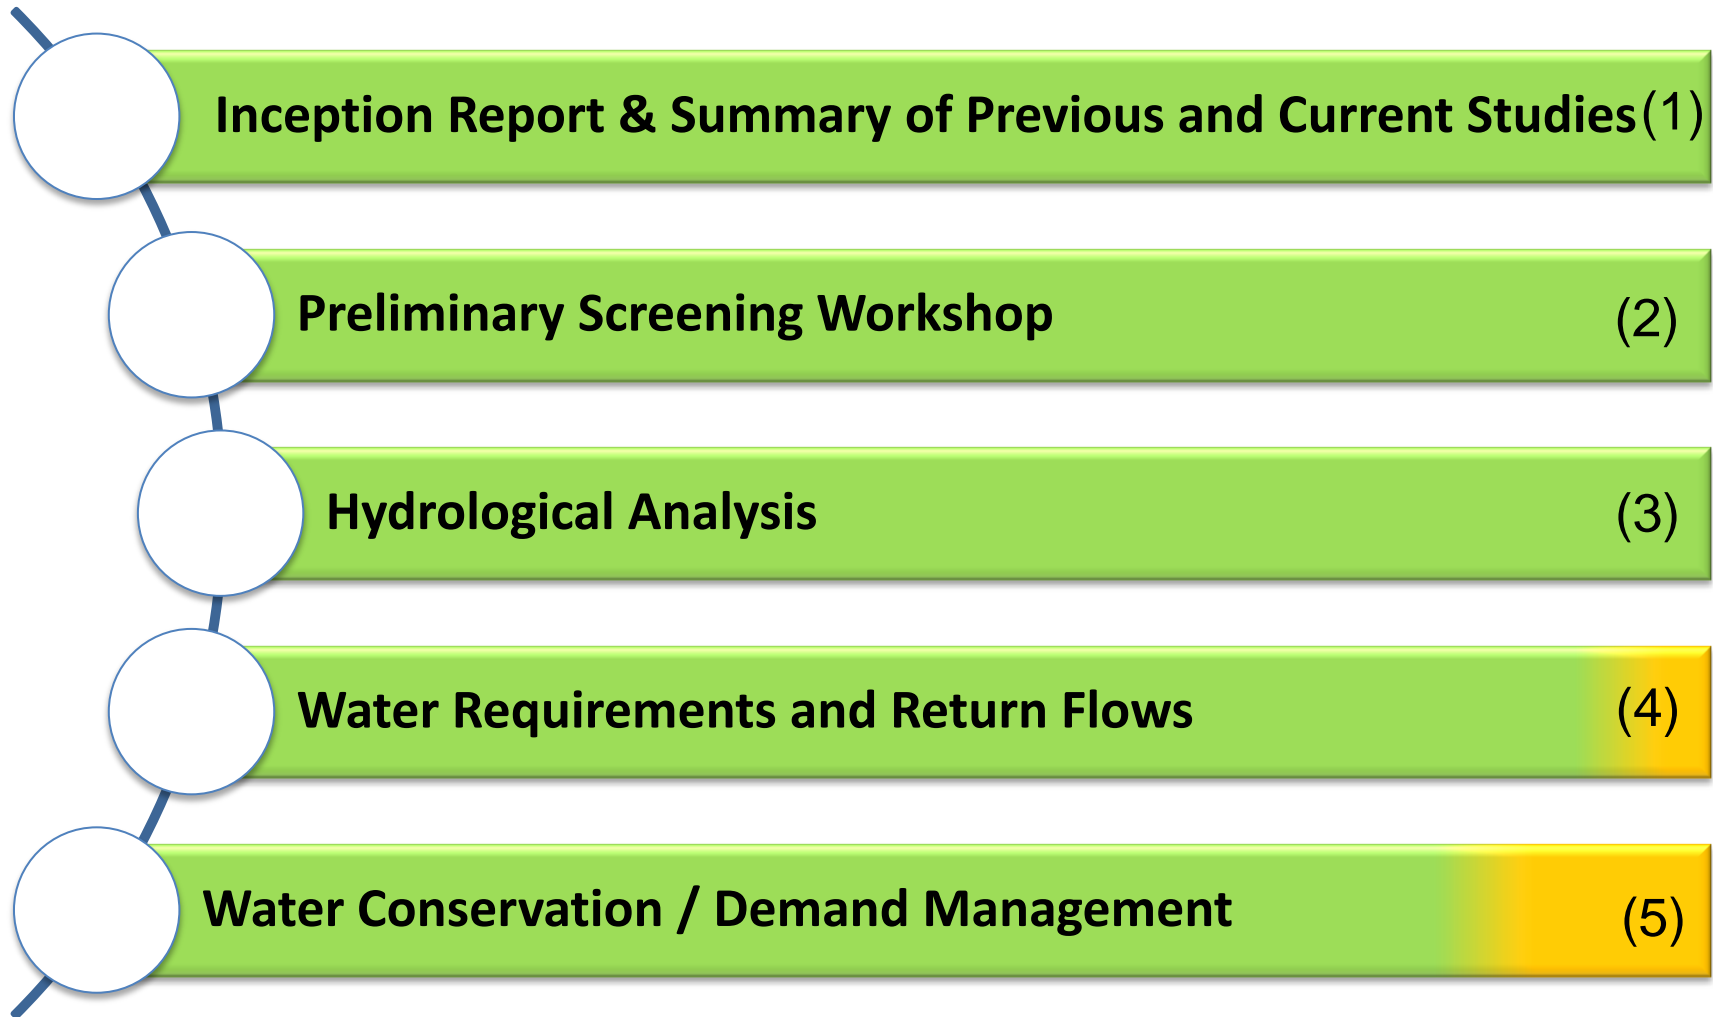 Inception Report & Summary of Previous and Current Studies (1)
Preliminary Screening Workshop (2)
Hydrological Analysis (3)
Water Requirements and Return Flows (4)
Water Conservation / Demand Management (5)